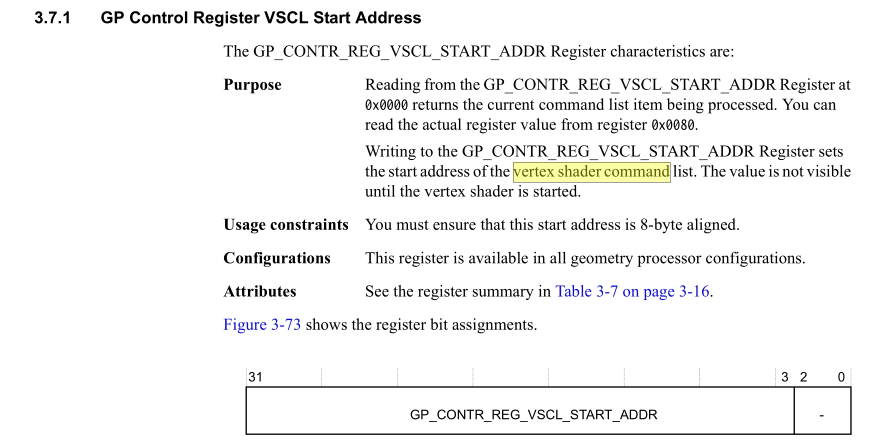 3.7.1 GP Control Register VSCL Start Address
The GP_CONTR_REG_VSCL_START_ADDR Register characteristics are:
Purpose Reading from the GP_CONTR_REG_VSCL_START_ADDR Register at
0x0000 returns the current command list item being processed. You can
read the actual register value from register 0x0080.
Writing to the GP_CONTR_REG_VSCL_START_ADDR Register sets
the start address of the vertex shader command list. The value is not visible
until the vertex shader is started.
Usage constraints You must ensure that this start address is 8-byte aligned.
Configurations This register is available in all geometry processor configurations.
Attributes See the register summary in Table 3-7 on page 3-16.
Figure 3-73 shows the register bit assignments.
31 3 2 0
GP_CONTR_REG_VSCL_START_ADDR -